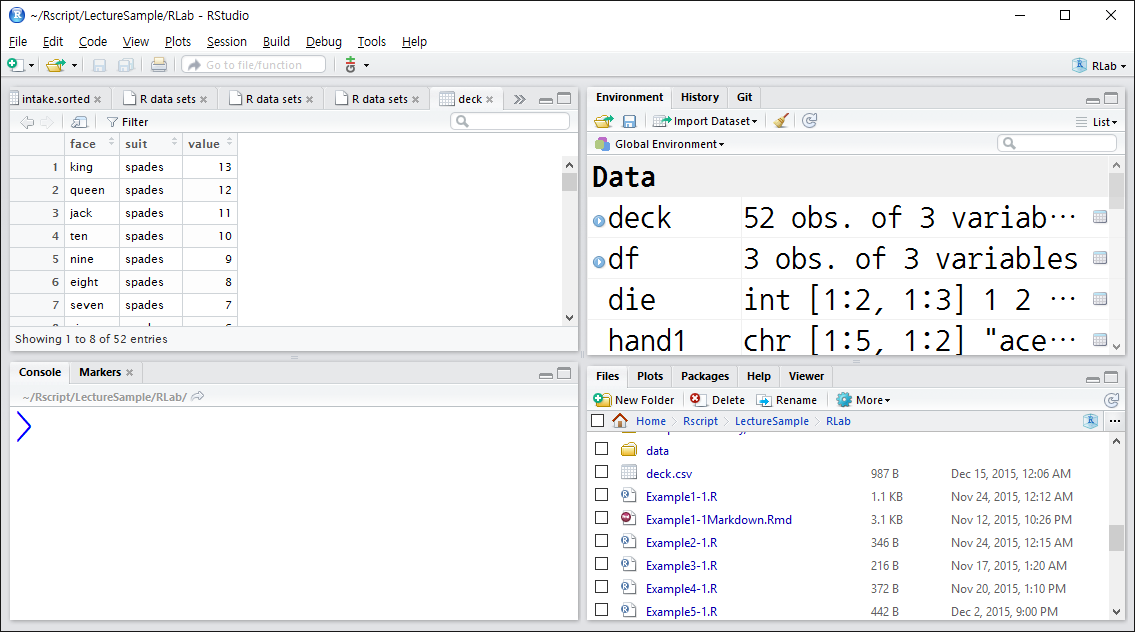 ~/Rscript/LectureSample/RLab - RStudio
File Edit Code View Plots Session Build Debug Tools Help
Go to file/function
RLab
intake.sorted × R data sets × R data sets × R data sets × deck ×
Filter
face suit value
1 king spades 13
2 queen spades 12
3 jack spades 11
4 ten spades 10
5 nine spades 9
6 eight spades 8
7 seven spades 7
Showing 1 to 8 of 52 entries
Console Markers ×
~/Rscript/LectureSample/RLab/
>
Environment History Git
Import Dataset List
Global Environment
Data
deck 52 obs. of 3 variab…
df 3 obs. of 3 variables
die int [1:2, 1:3] 1 2 …
hand1 chr [1:5, 1:2] "ace…
Files Plots Packages Help Viewer
New Folder Delete Rename More
Home Rscript LectureSample RLab ...
data
deck.csv 987 B Dec 15, 2015, 12:06 AM
Example1-1.R 1.1 KB Nov 24, 2015, 12:12 AM
Example1-1Markdown.Rmd 3.1 KB Nov 12, 2015, 10:26 PM
Example2-1.R 346 B Nov 24, 2015, 12:15 AM
Example3-1.R 216 B Nov 17, 2015, 1:20 AM
Example4-1.R 372 B Nov 20, 2015, 1:10 PM
Example5-1.R 442 B Dec 2, 2015, 9:00 PM